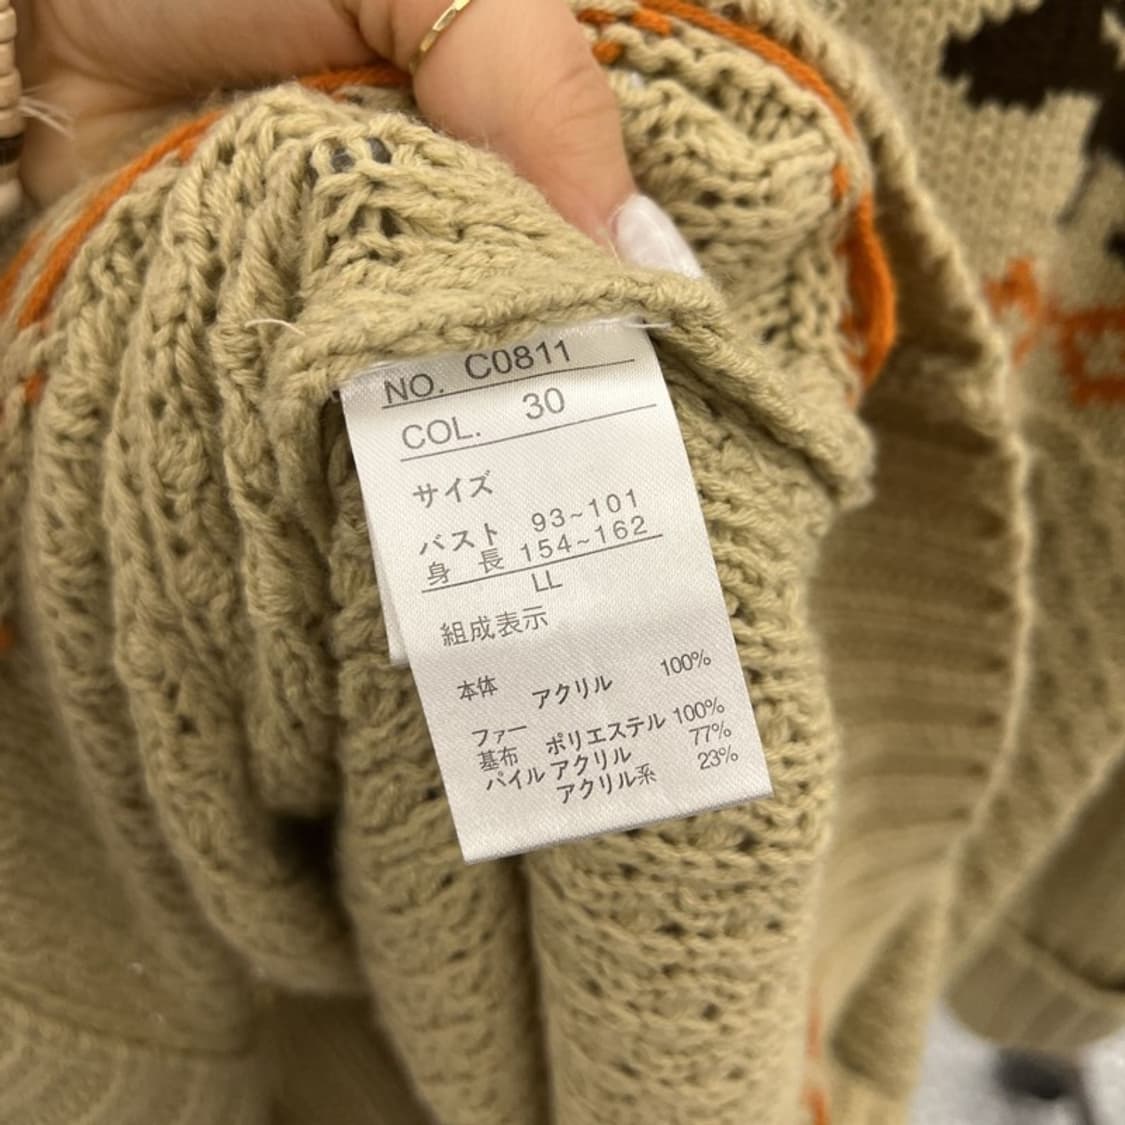 NO. C0811
COL. 30
サイズ
バスト 93~101
身 長 154~162
LL
組成表示
本体 アクリル 100%
ファー
基布 ポリエステル 100%
パイル アクリル 77%
アクリル系 23%